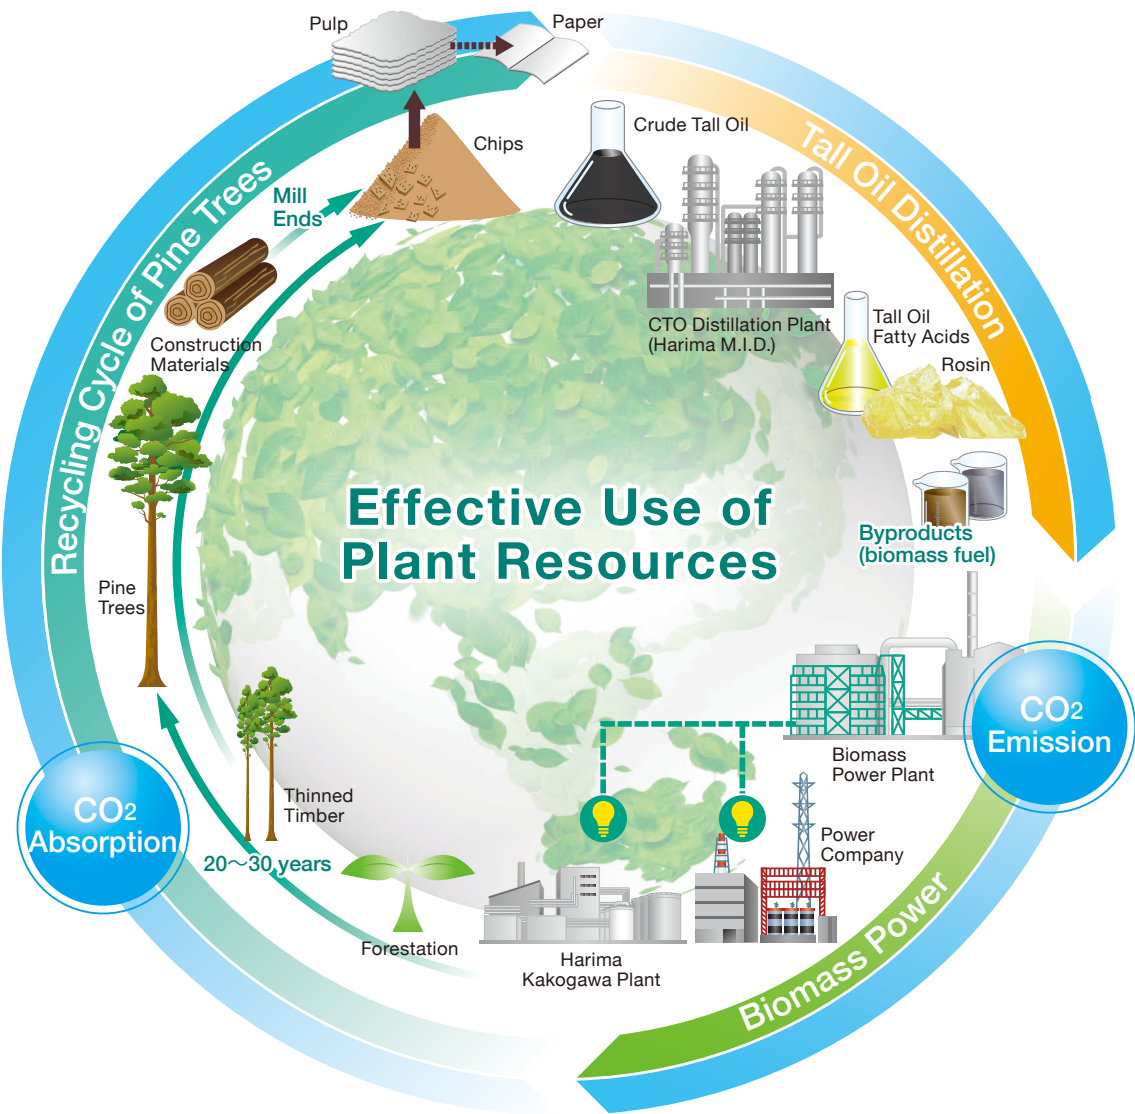 Pulp
Paper
Crude Tall Oil
Chips
Mill
Ends
Tall Oil Distillation
Recycling Cycle of Pine Trees
Construction
Materials
CTO Distillation Plant
(Harima M.I.D.)
Tall Oil
Fatty Acids
Rosin
Effective Use of
Plant Resources
Byproducts
(biomass fuel)
Pine
Trees
CO2
Emission
Biomass
Power Plant
Thinned
Timber
CO2
Absorption
20～30 years
Power
Company
Forestation
Harima
Kakogawa Plant
Biomass Power